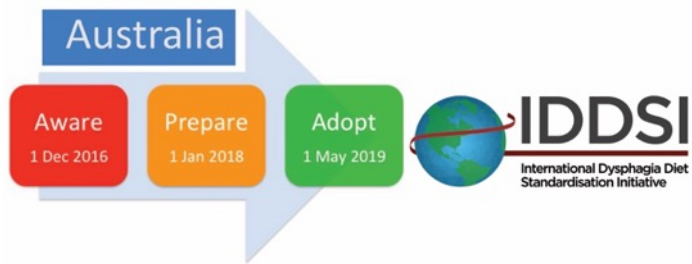 Australia
Aware
1 Dec 2016
Prepare
1 Jan 2018
Adopt
1 May 2019
IDDSI
International Dysphagia Diet
Standardisation Initiative